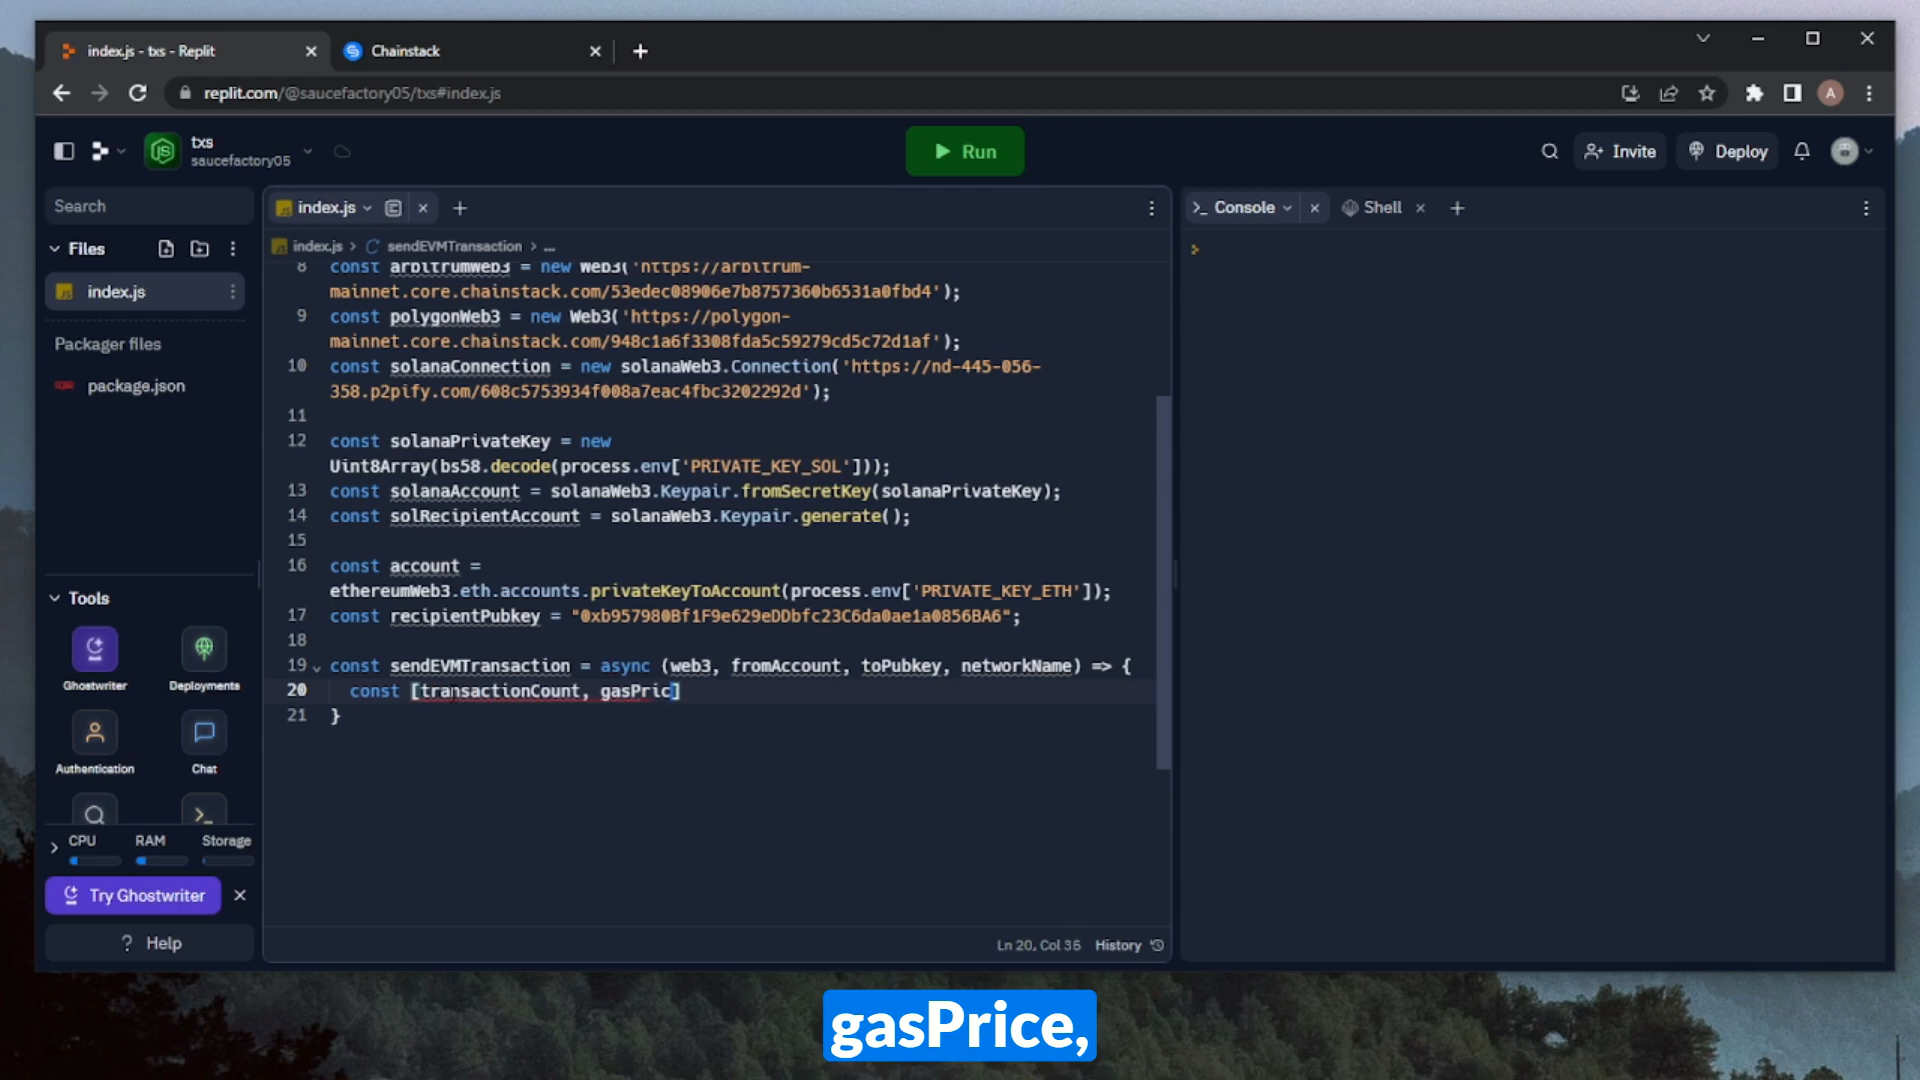 index.js - txs - Replit
Chainstack
replit.com/@saucefactory05/txs#index.js
txs
saucefactory05
Run
Invite
Deploy
Search
Files
index.js
Packager files
package.json
Tools
Ghostwriter
Deployments
Authentication
Chat
CPU
RAM
Storage
Try Ghostwriter
? Help
index.js
index.js > sendEVMTransaction > ...
8 const arbitrumWeb3 = new Web3('https://arbitrum-
mainnet.core.chainstack.com/53edec08906e7b8757360b6531a0fbd4');
9 const polygonWeb3 = new Web3('https://polygon-
mainnet.core.chainstack.com/948c1a6f3308fda5c59279cd5c72d1af');
10 const solanaConnection = new solanaWeb3.Connection('https://nd-445-056-
358.p2pify.com/608c5753934f008a7eac4fbc3202292d');
11
12 const solanaPrivateKey = new
Uint8Array(bs58.decode(process.env['PRIVATE_KEY_SOL']));
13 const solanaAccount = solanaWeb3.Keypair.fromSecretKey(solanaPrivateKey);
14 const solRecipientAccount = solanaWeb3.Keypair.generate();
15
16 const account =
ethereumWeb3.eth.accounts.privateKeyToAccount(process.env['PRIVATE_KEY_ETH']);
17 const recipientPubkey = "0xb957980Bf1F9e629eDDbfc23C6da0ae1a0856BA6";
18
19 const sendEVMTransaction = async (web3, fromAccount, toPubkey, networkName) => {
20 const [transactionCount, gasPric]
21 }
Ln 20, Col 35
History
Console
Shell
A
gasPrice,